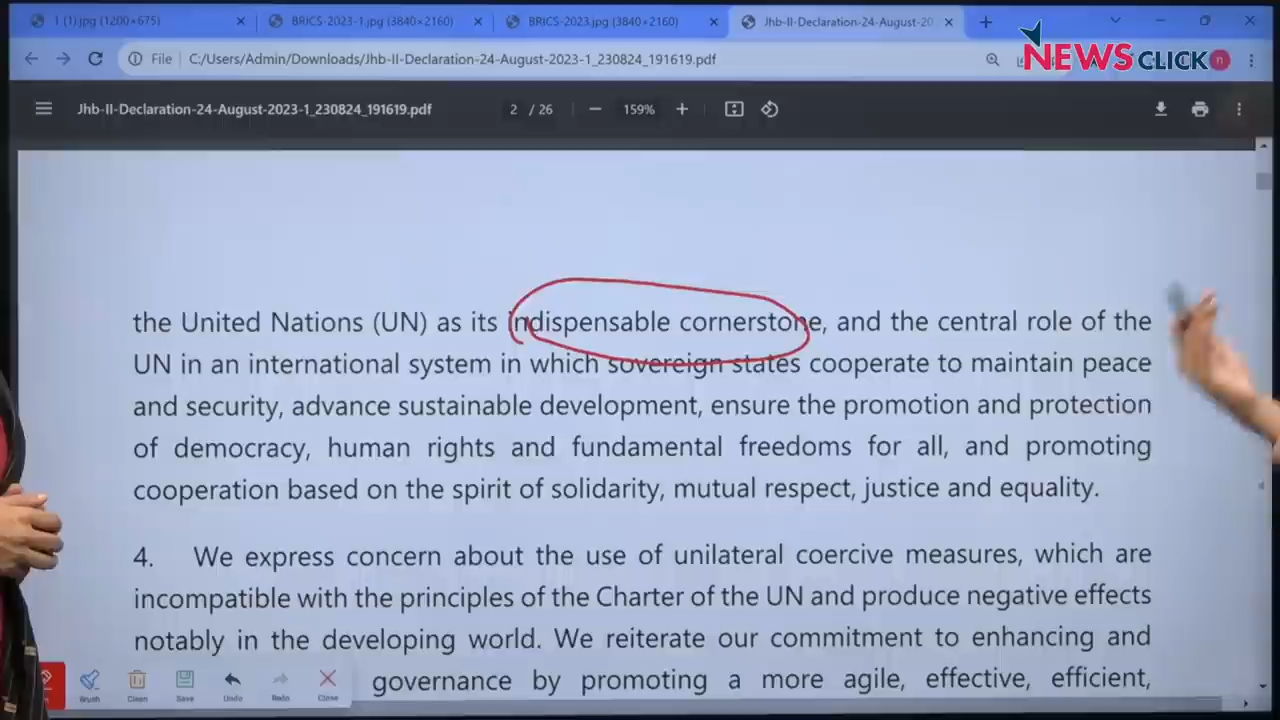 1 (1).jpg (1200×675)
BRICS-2023-1.jpg (3840×2160)
BRICS-2023.jpg (3840×2160)
Jhb-II-Declaration-24-August-20
NEWSCLICK
File C:/Users/Admin/Downloads/Jhb-II-Declaration-24-August-2023-1_230824_191619.pdf
n
Jhb-II-Declaration-24-August-2023-1_230824_191619.pdf
2 / 26
159%
the United Nations (UN) as its indispensable cornerstone, and the central role of the
UN in an international system in which sovereign states cooperate to maintain peace
and security, advance sustainable development, ensure the promotion and protection
of democracy, human rights and fundamental freedoms for all, and promoting
cooperation based on the spirit of solidarity, mutual respect, justice and equality.
4. We express concern about the use of unilateral coercive measures, which are
incompatible with the principles of the Charter of the UN and produce negative effects
notably in the developing world. We reiterate our commitment to enhancing and
governance by promoting a more agile, effective, efficient,
Brush Clean Save Undo Redo Close